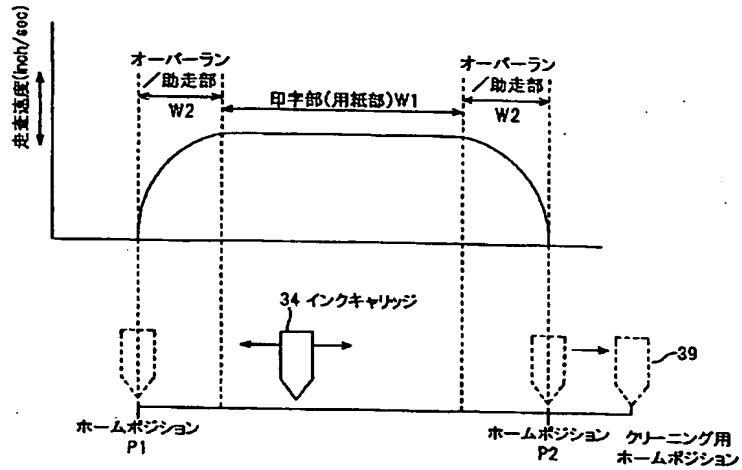 オーバーラン
/助走部
W2
印字部(用紙部)W1
オーバーラン
/助走部
W2
走査速度(inch/sec)
34 インクキャリッジ
39
ホームポジション
P1
ホームポジション
P2
クリーニング用
ホームポジション